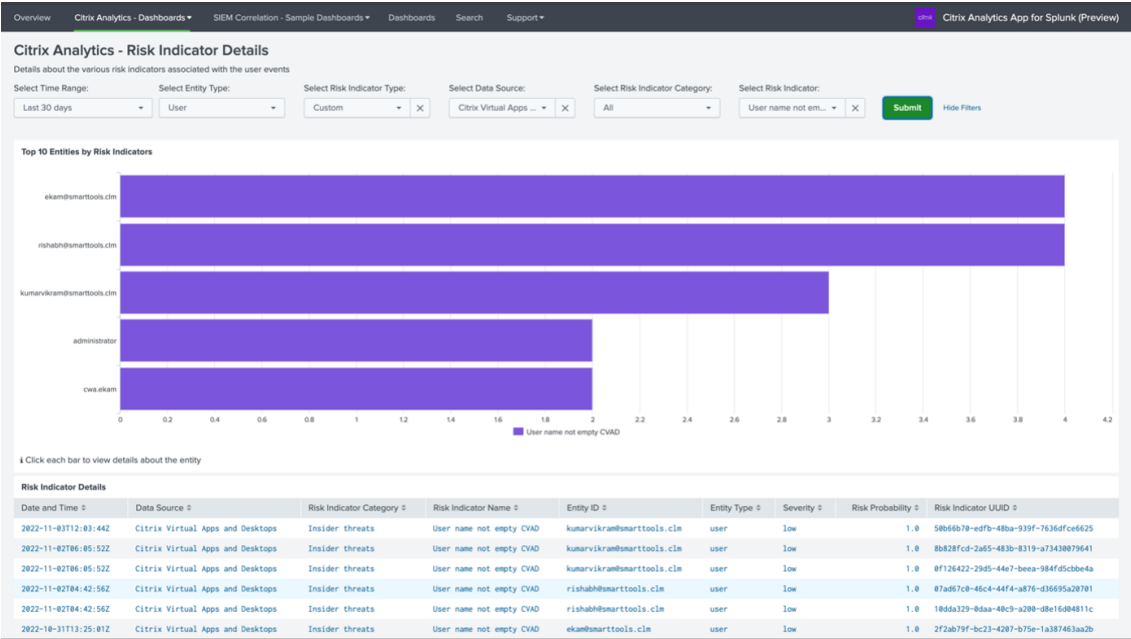 Overview Citrix Analytics - Dashboards▾ SIEM Correlation - Sample Dashboards▾ Dashboards Search Support▾ citrix Citrix Analytics App for Splunk (Preview)
Citrix Analytics - Risk Indicator Details
Details about the various risk indicators associated with the user events
Select Time Range: Select Entity Type: Select Risk Indicator Type: Select Data Source: Select Risk Indicator Category: Select Risk Indicator:
Last 30 days User Custom Citrix Virtual Apps ... All User name not em... Submit Hide Filters
Top 10 Entities by Risk Indicators
ekam@smarttools.clm
rishabh@smarttools.clm
kumarvikram@smarttools.clm
administrator
cwa.ekam
0 0.2 0.4 0.6 0.8 1 1.2 1.4 1.6 1.8 2 2.2 2.4 2.6 2.8 3 3.2 3.4 3.6 3.8 4 4.2
User name not empty CVAD
i Click each bar to view details about the entity
Risk Indicator Details
Date and Time Data Source Risk Indicator Category Risk Indicator Name Entity ID Entity Type Severity Risk Probability Risk Indicator UUID
2022-11-03T12:03:44Z Citrix Virtual Apps and Desktops Insider threats User name not empty CVAD kumarvikram@smarttools.clm user low 1.0 50b66b70-edfb-48ba-939f-7636dfce6625
2022-11-02T06:05:52Z Citrix Virtual Apps and Desktops Insider threats User name not empty CVAD kumarvikram@smarttools.clm user low 1.0 8b828fcd-2a65-483b-8319-a73430079641
2022-11-02T06:05:52Z Citrix Virtual Apps and Desktops Insider threats User name not empty CVAD kumarvikram@smarttools.clm user low 1.0 0f126422-29d5-44e7-beea-984fd5cbbe4a
2022-11-02T04:42:56Z Citrix Virtual Apps and Desktops Insider threats User name not empty CVAD rishabh@smarttools.clm user low 1.0 07ad67c0-46c4-44f4-a876-d36695a20701
2022-11-02T04:42:56Z Citrix Virtual Apps and Desktops Insider threats User name not empty CVAD rishabh@smarttools.clm user low 1.0 10dda329-0daa-40c9-a200-d8e16d04811c
2022-10-31T13:25:01Z Citrix Virtual Apps and Desktops Insider threats User name not empty CVAD ekam@smarttools.clm user low 1.0 2f2ab79f-bc23-4207-b75e-1a387463aa2b